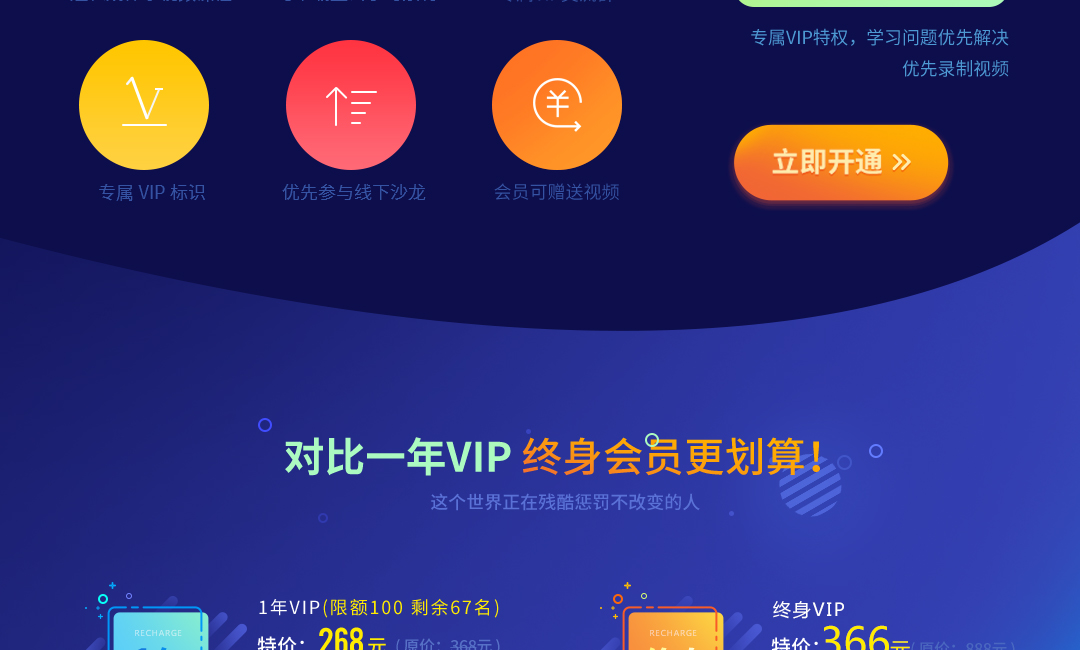 专属VIP特权，学习问题优先解决
优先录制视频
立即开通
专属 VIP 标识
优先参与线下沙龙
会员可赠送视频
对比一年VIP 终身会员更划算！
这个世界正在残酷惩罚不改变的人
RECHARGE
1年VIP(限额100 剩余67名)
特价：268元 (原价：368元)
RECHARGE
终身VIP
特价：366元(原价：888元)